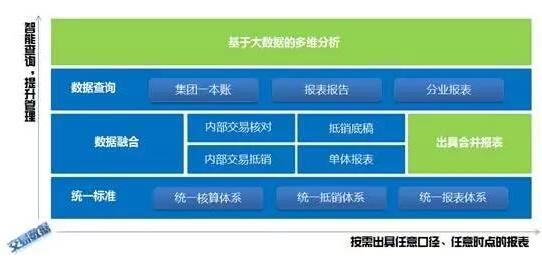 智能查询，提升管理
基于大数据的多维分析
数据查询
集团一本账
报表报告
分业报表
数据融合
内部交易核对
抵销底稿
内部交易抵销
单体报表
出具合并报表
统一标准
统一核算体系
统一抵销体系
统一报表体系
交易数据
按需出具任意口径、任意时点的报表